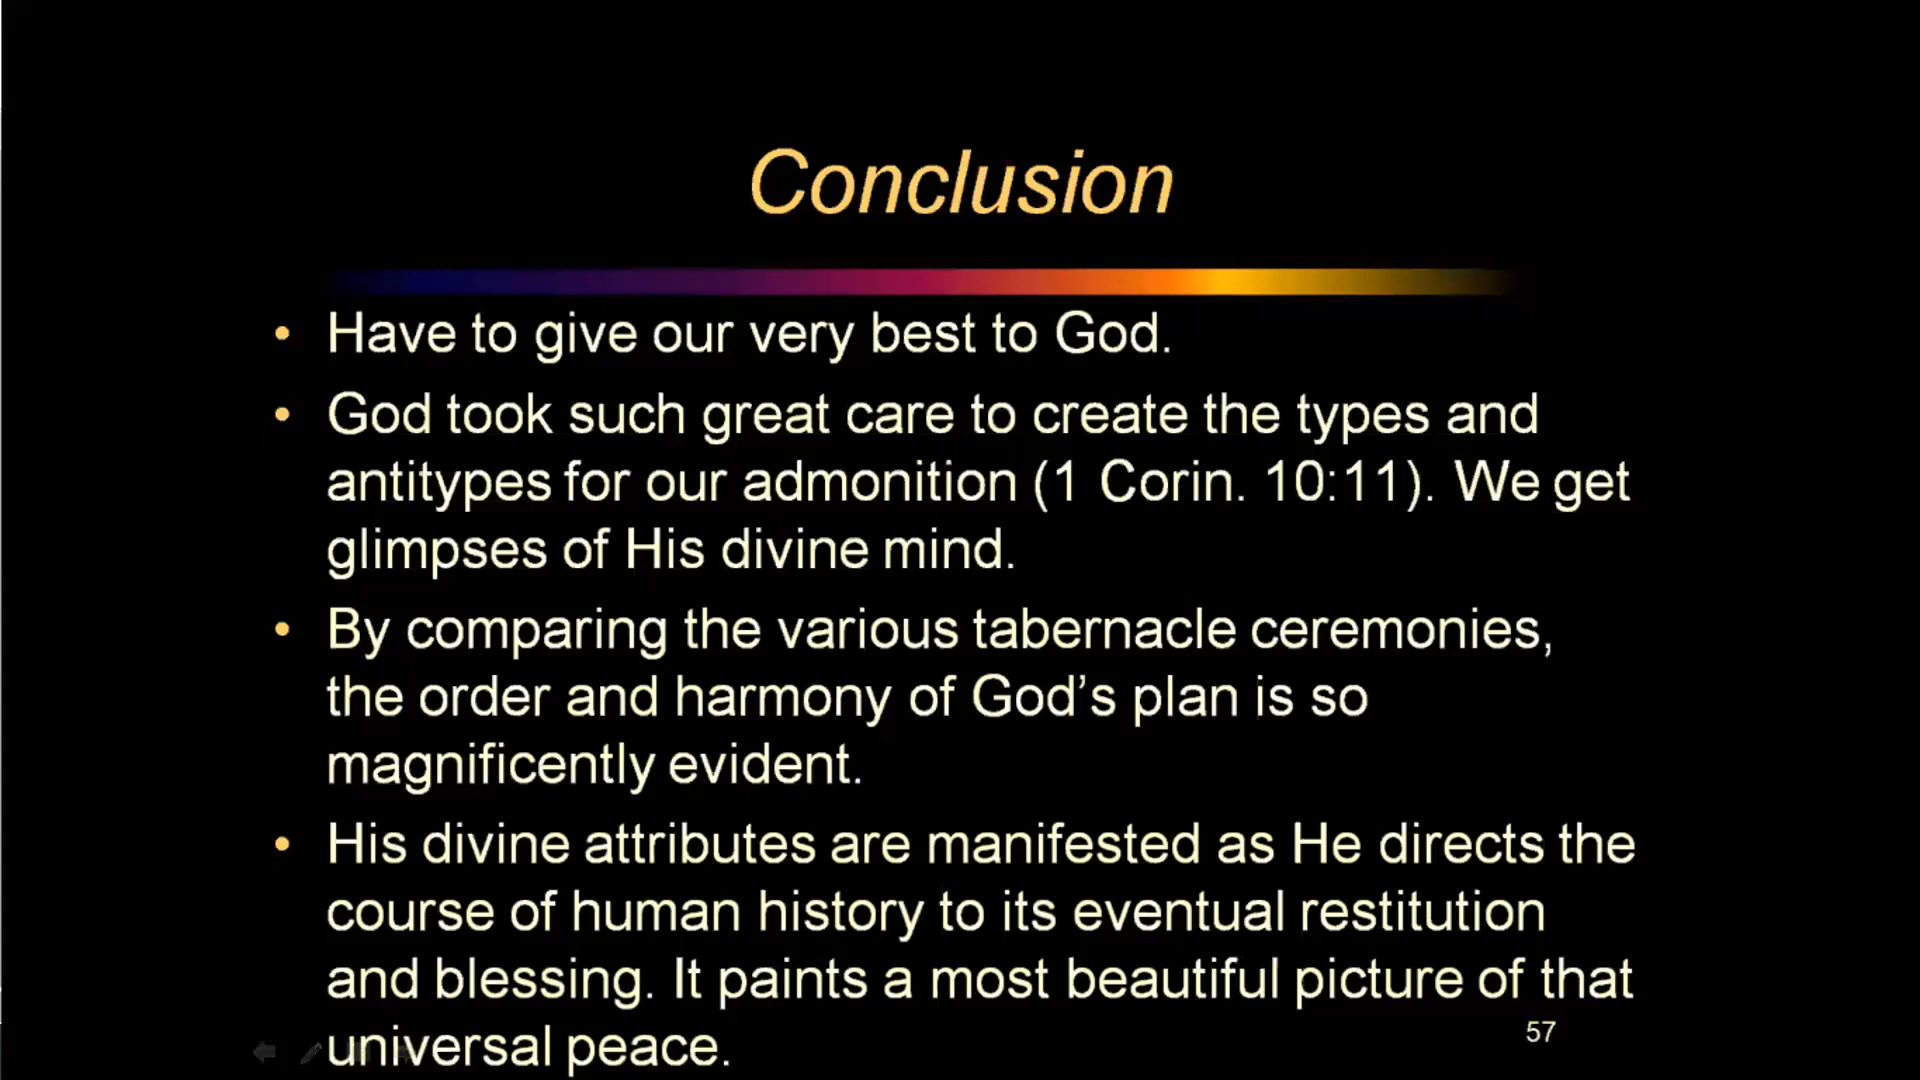 Conclusion
• Have to give our very best to God.
• God took such great care to create the types and
antitypes for our admonition (1 Corin. 10:11). We get
glimpses of His divine mind.
• By comparing the various tabernacle ceremonies,
the order and harmony of God’s plan is so
magnificently evident.
• His divine attributes are manifested as He directs the
course of human history to its eventual restitution
and blessing. It paints a most beautiful picture of that
universal peace.
57